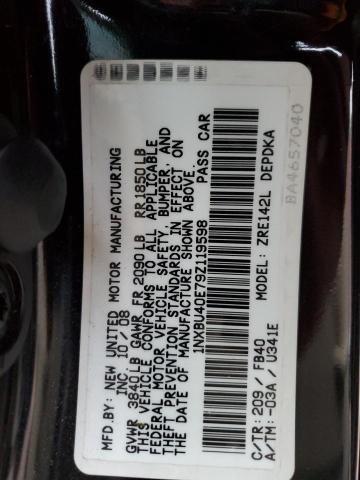 MFD.BY: NEW UNITED MOTOR MANUFACTURING
INC. 10/08
GVWR 3840LB GAWR FR 2090LB RR1850LB
THIS VEHICLE CONFORMS TO ALL APPLICABLE
FEDERAL MOTOR VEHICLE SAFETY, BUMPER, AND
THEFT PREVENTION STANDARDS IN EFFECT ON
THE DATE OF MANUFACTURE SHOWN ABOVE.
1NXBU40E79Z119598 PASS CAR
C/TR: 209/FB40 MODEL: ZRE142L DEPDKA
A/TM: -03A/U341E
BA4657040